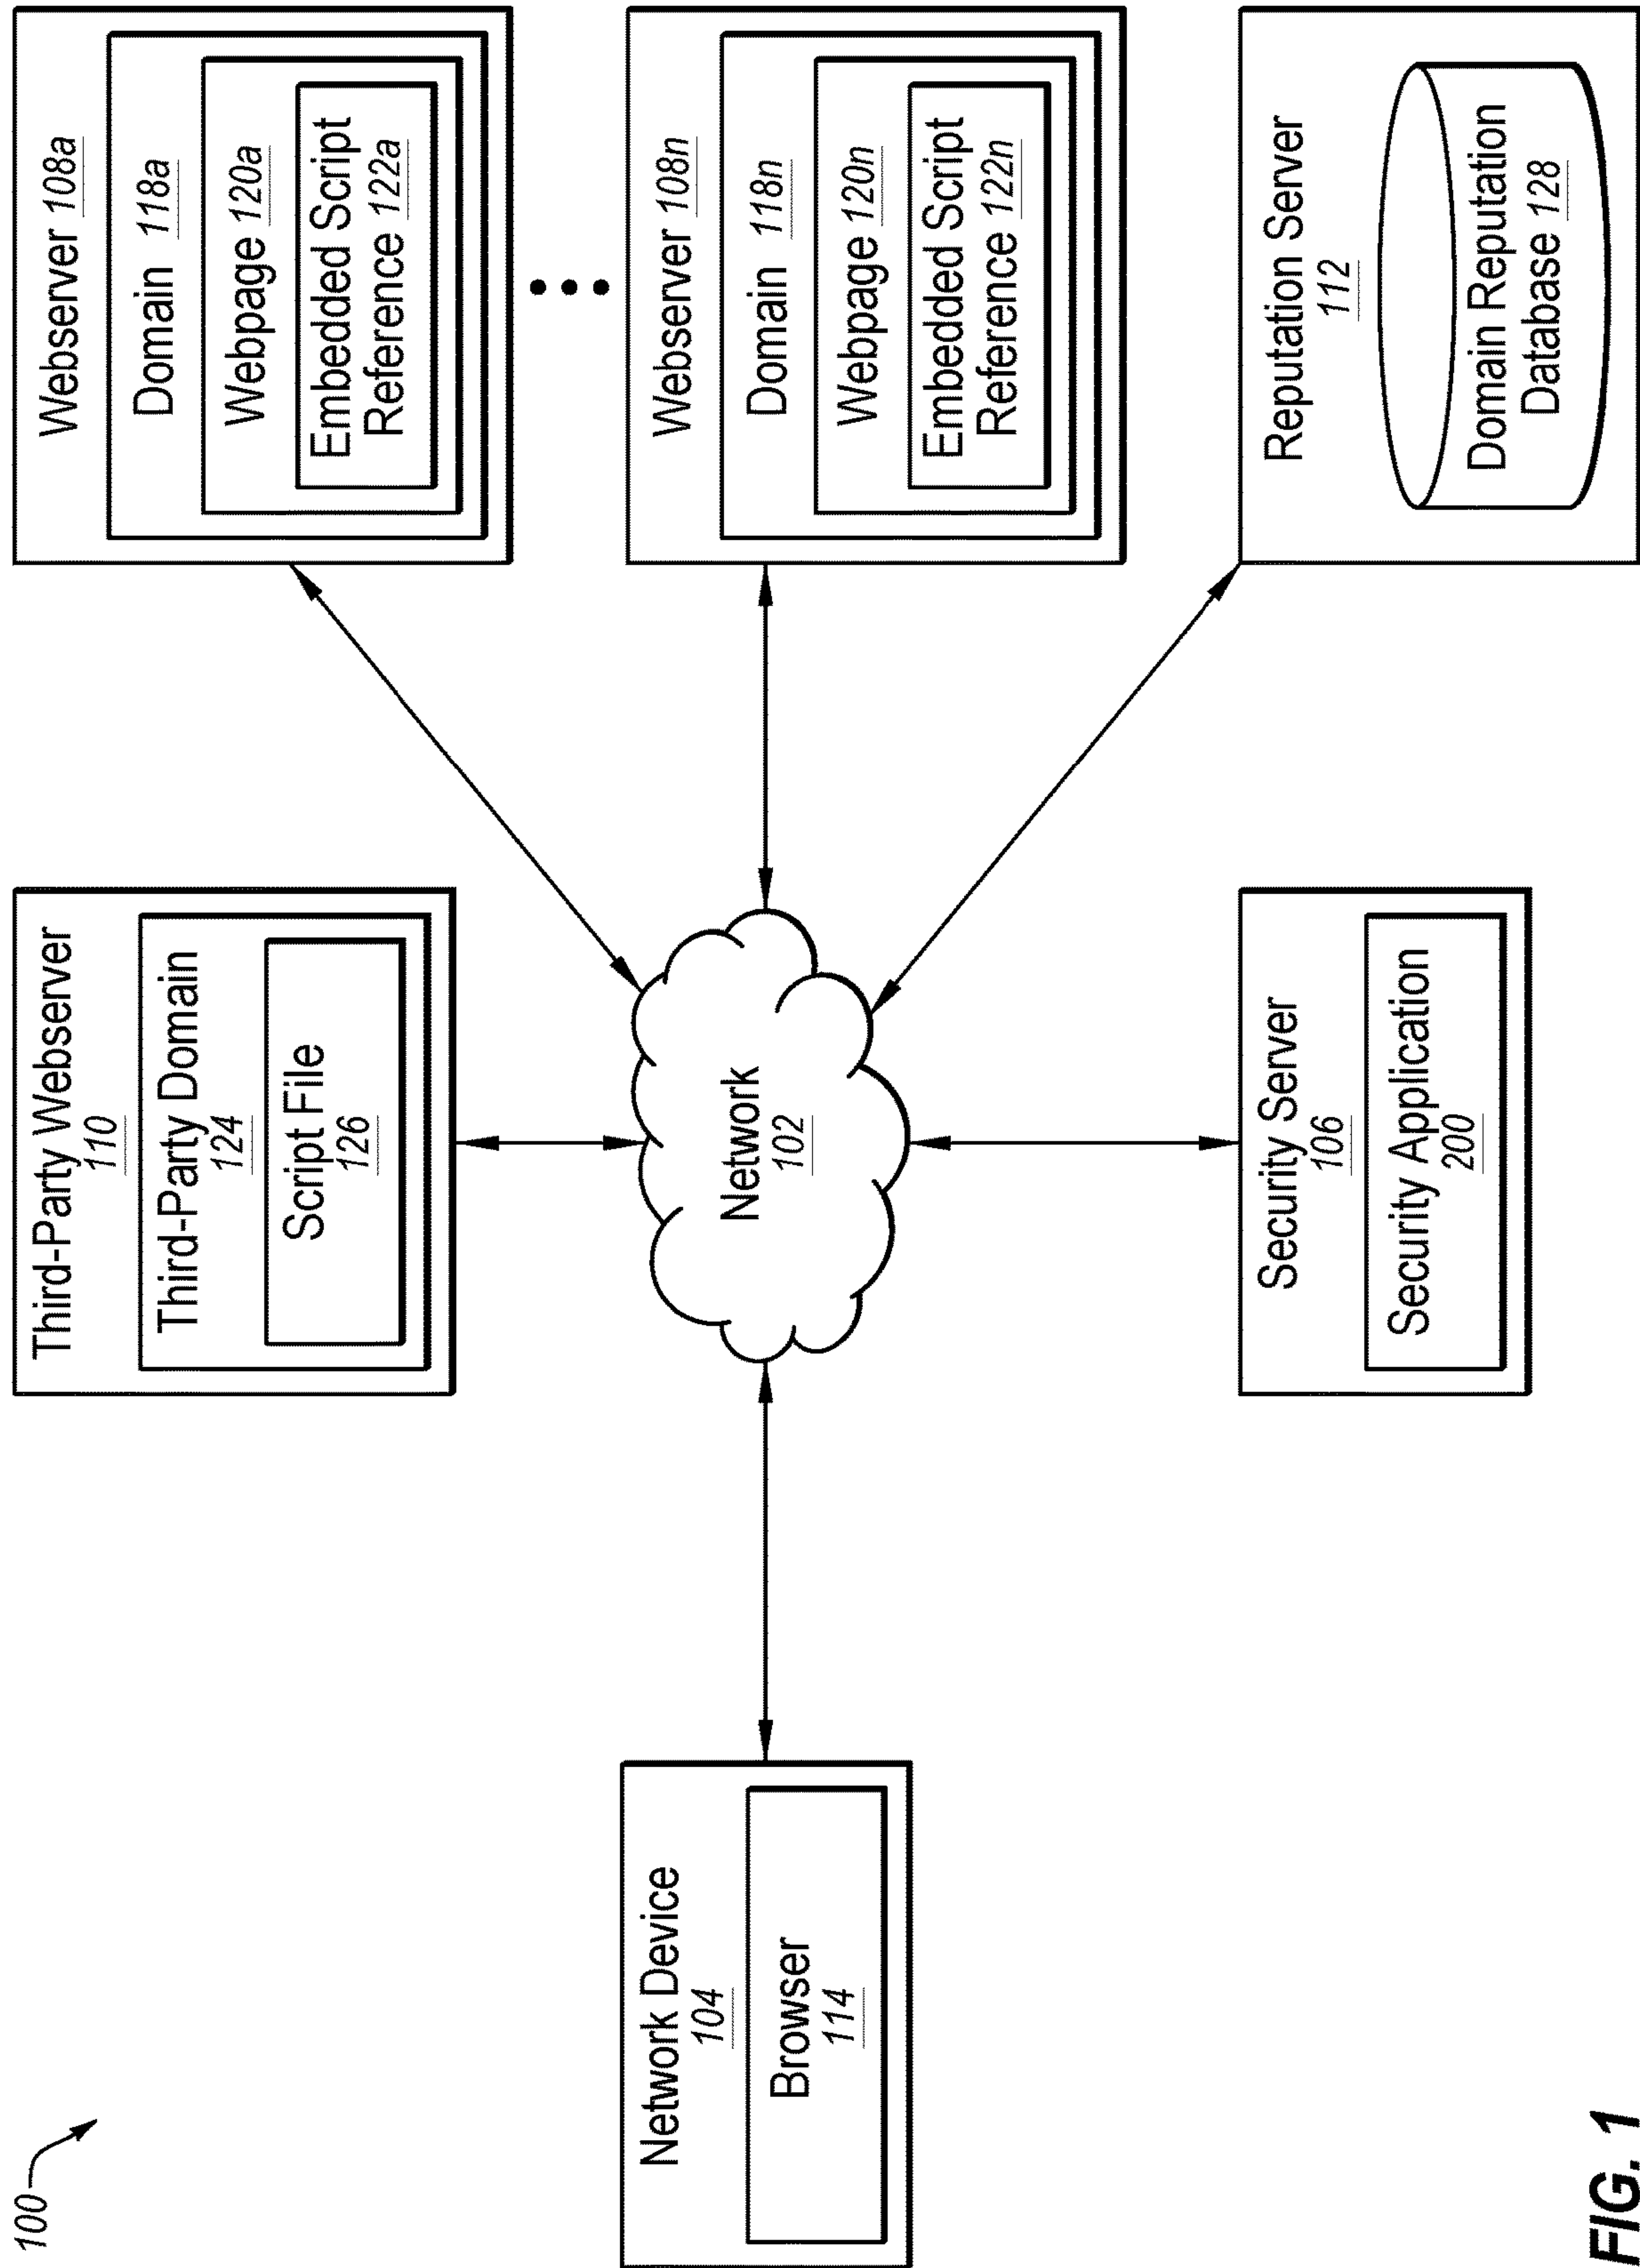 100
Network Device
104
Browser
114
Third-Party Webserver
110
Third-Party Domain
124
Script File
126
Network
102
Security Server
106
Security Application
200
Webserver 108a
Domain 118a
Webpage 120a
Embedded Script
Reference 122a
Webserver 108n
Domain 118n
Webpage 120n
Embedded Script
Reference 122n
Reputation Server
112
Domain Reputation
Database 128
FIG. 1